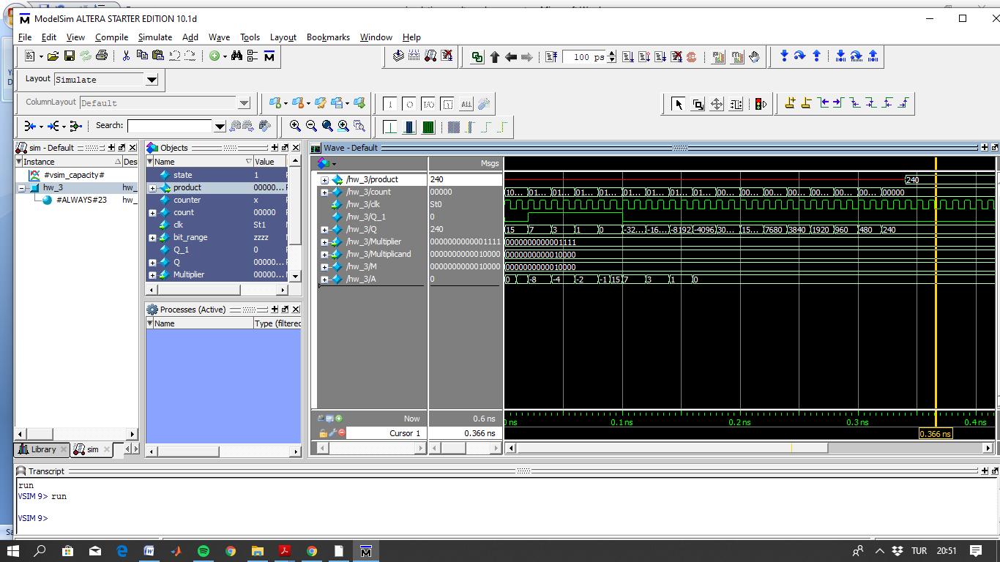 ModelSim ALTERA STARTER EDITION 10.1d
File Edit View Compile Simulate Add Wave Tools Layout Bookmarks Window Help
100 ps
Layout Simulate
ColumnLayout Default
ALL
Search:
sim - Default
Instance Des
#vsim_capacity#
hw_3 hw_
#ALWAYS#23 hw_
Library sim
Objects
Name Value
state 1
product 00000...
counter x
count 00000
clk St1
bit_range zzzz
Q_1 0
Q 00000...
Multiplier 00000...
Processes (Active)
Name Type (filtered
Wave - Default
Msgs
/hw_3/product 240 240
/hw_3/count 00000 10... 01... 01... 01... 01... 01... 01... 01... 01... 00... 00... 00... 00... 00... 00... 00... 00000
/hw_3/clk St0
/hw_3/Q_1 0
/hw_3/Q 240 15 7 3 1 0 -32... -16... -8192 -4096 30... 15... 7680 3840 1920 960 480 240
/hw_3/Multiplier 0000000000001111 0000000000001111
/hw_3/Multiplicand 0000000000010000 0000000000010000
/hw_3/M 0000000000010000 0000000000010000
/hw_3/A 0 0 -8 -4 -2 -1 15 7 3 1 0
Now 0.6 ns ns 0.1 ns 0.2 ns 0.3 ns 0.4 ns
Cursor 1 0.366 ns 0.366 ns
Transcript
run
VSIM 9> run
VSIM 9>
TUR 20:51